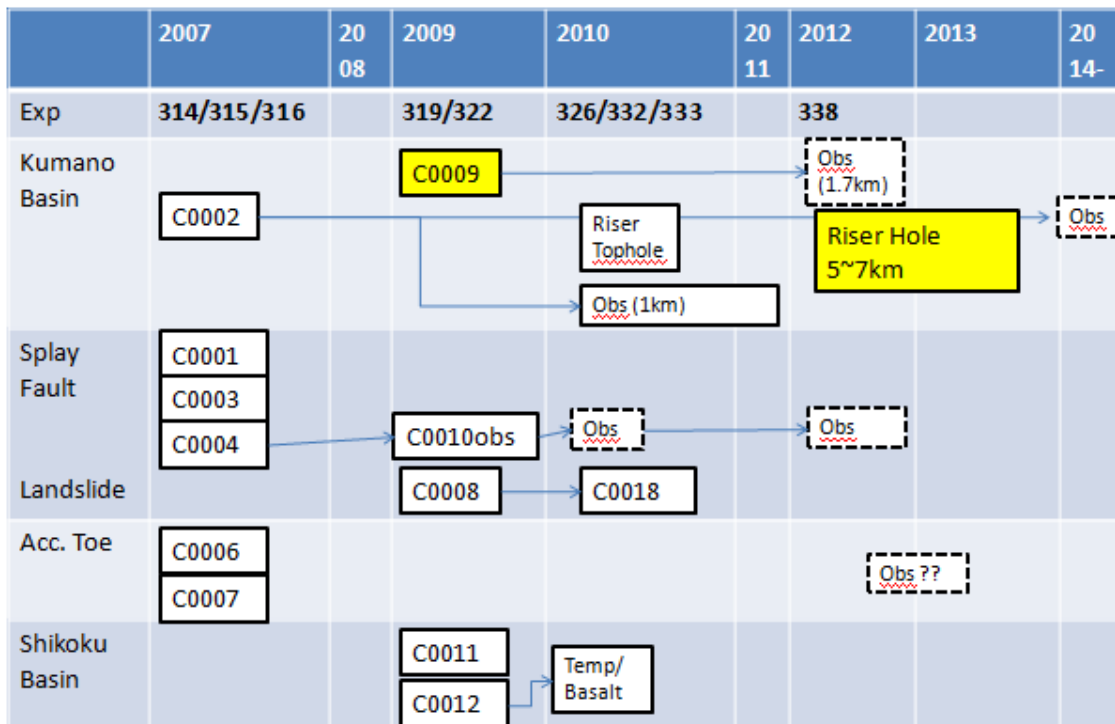 2007 20 2009 2010 20 2012 2013 20
08 11 14-
Exp 314/315/316 319/322 326/332/333 338
Kumano
Basin
C0009
Obs
(1.7km)
C0002
Riser
Tophole
Riser Hole
5~7km
Obs
Obs (1km)
Splay
Fault
C0001
C0003
C0004
C0010obs
Obs
Obs
Landslide
C0008
C0018
Acc. Toe
C0006
C0007
Obs ??
Shikoku
Basin
C0011
C0012
Temp/
Basalt